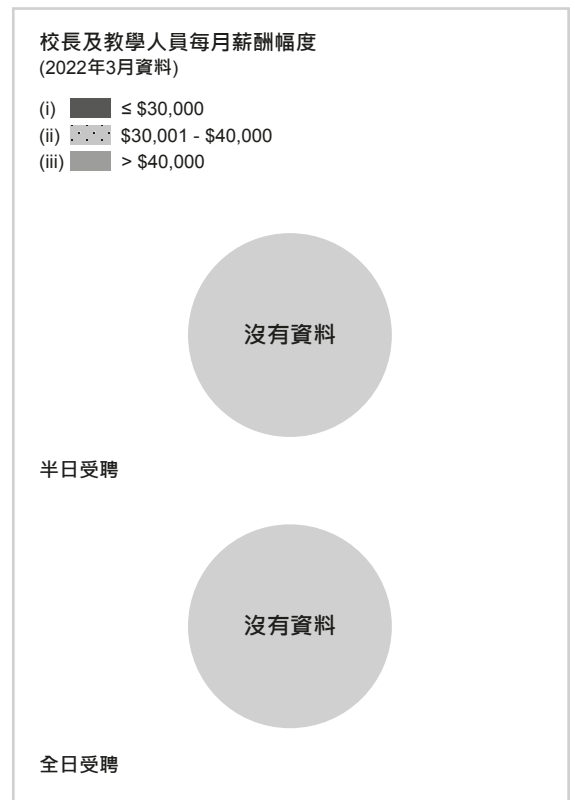 校長及教學人員每月薪酬幅度
(2022年3月資料)
(i) ≤ $30,000
(ii) $30,001 - $40,000
(iii) > $40,000
沒有資料
半日受聘
沒有資料
全日受聘